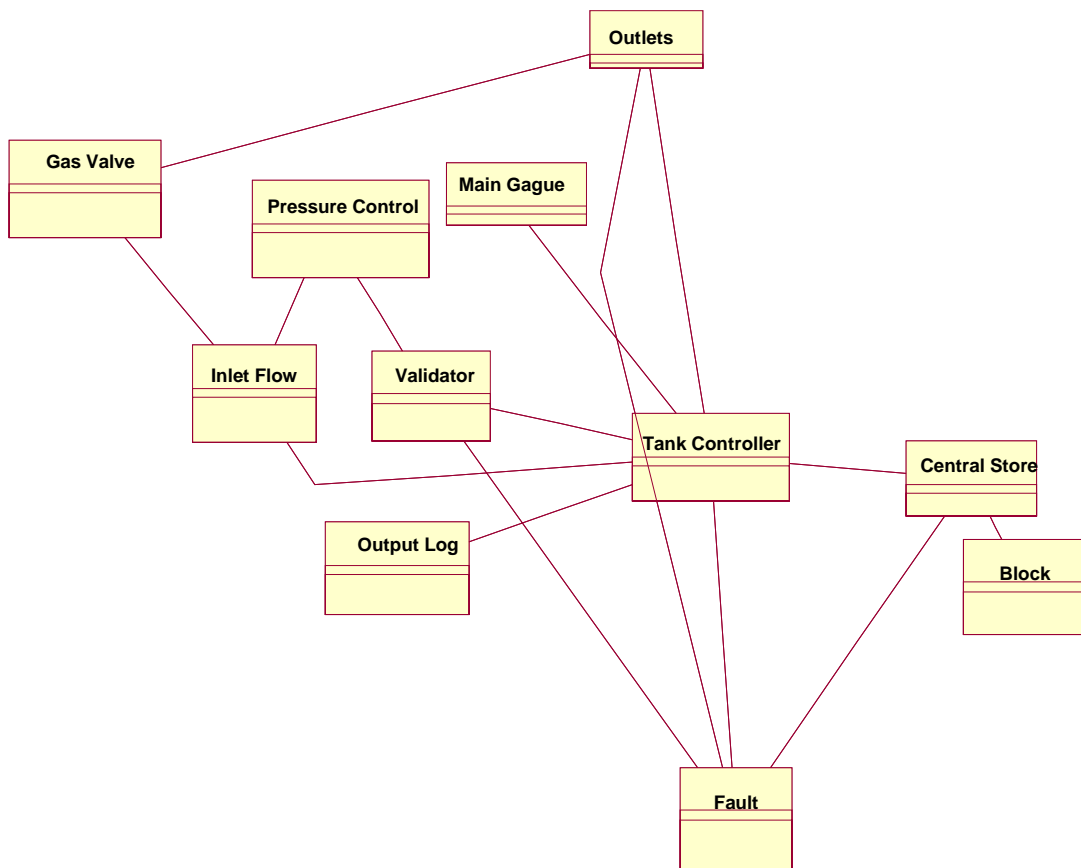 Outlets
Gas Valve
Main Gague
Pressure Control
Inlet Flow
Validator
Tank Controller
Central Store
Output Log
Block
Fault